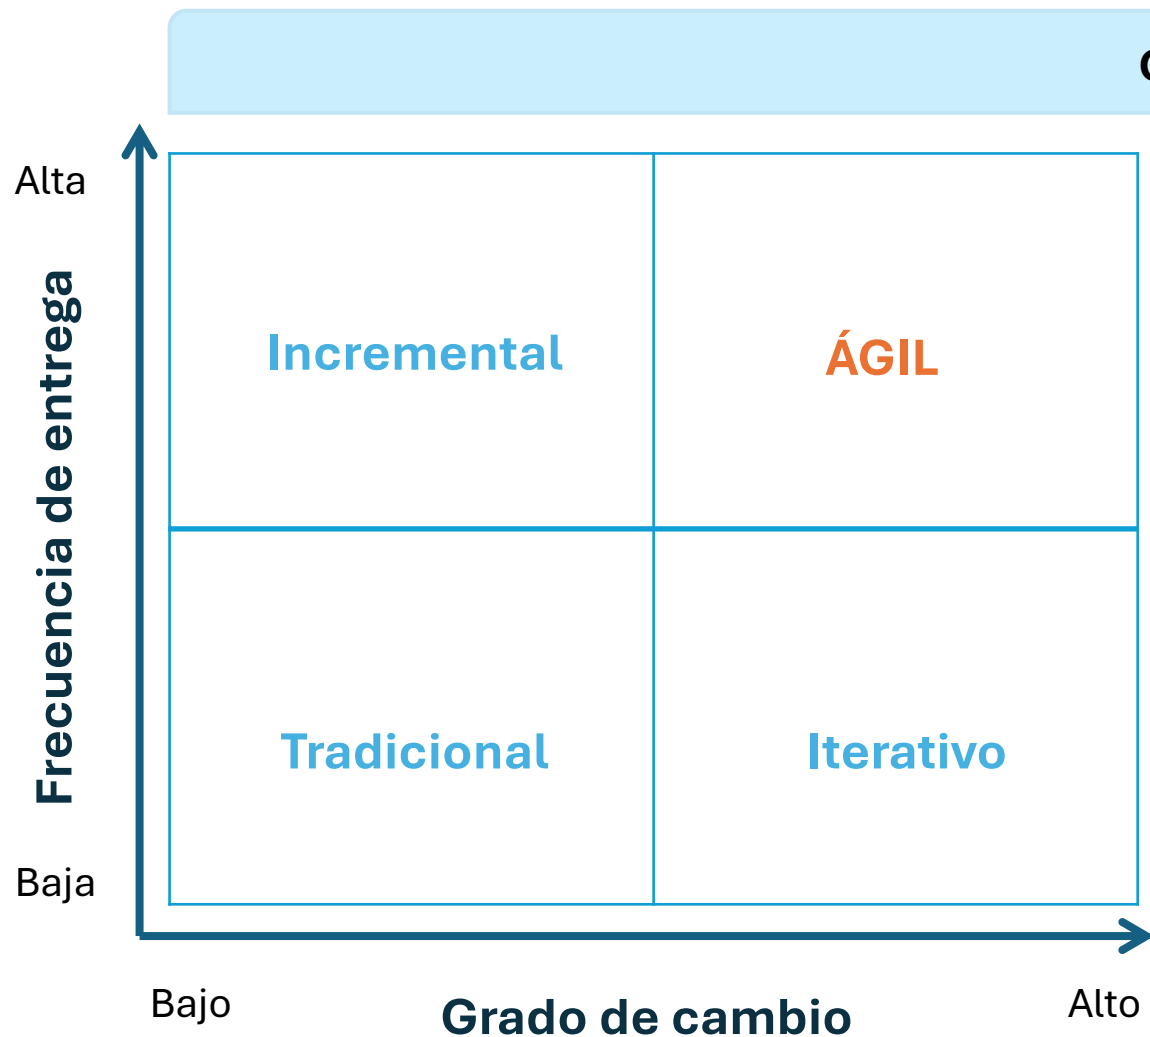 Alta
Frecuencia de entrega
Incremental
ÁGIL
Tradicional
Iterativo
Baja
Bajo
Grado de cambio
Alto